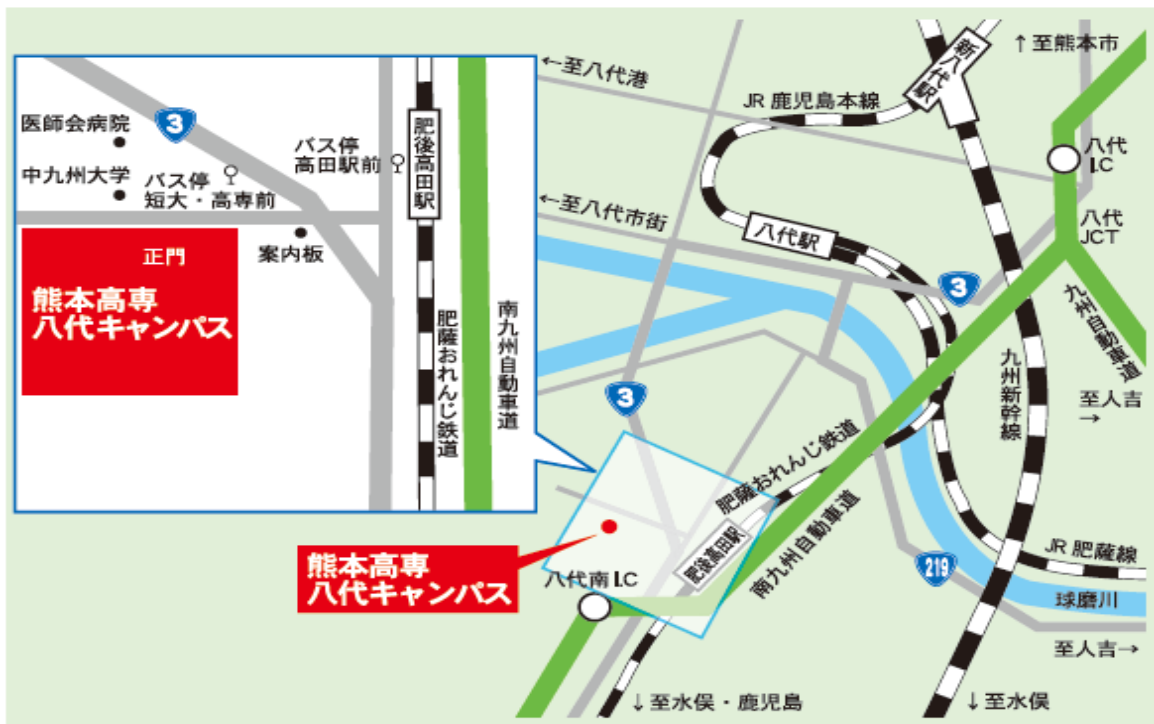 医師会病院
3
中九州大学
バス停
短大・高専前
バス停
高田駅前
肥後高田駅
案内板
正門
熊本高専
八代キャンパス
肥薩おれんじ鉄道
南九州自動車道
←至八代港
JR 鹿児島本線
新八代駅
↑至熊本市
八代
I.C
八代
JCT
←至八代市街
八代駅
3
九州自動車道
九州新幹線
至人吉
→
3
肥薩おれんじ鉄道
肥後高田駅
南九州自動車道
熊本高専
八代キャンパス
八代南 I.C
219
JR 肥薩線
球磨川
至人吉→
↓至水俣・鹿児島
↓至水俣